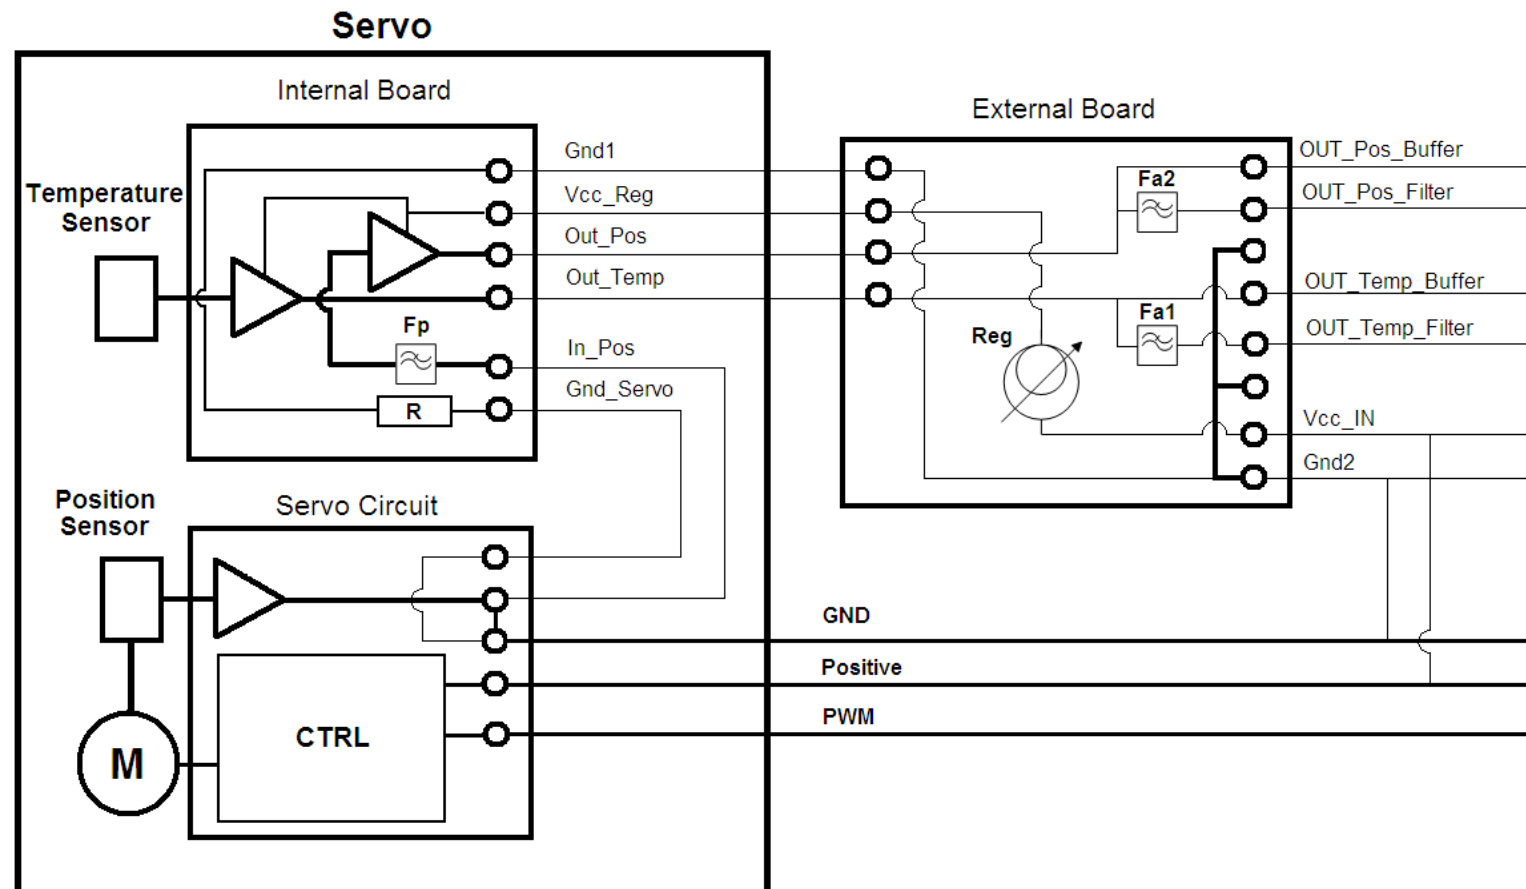 Servo
Internal Board
External Board
Gnd1
Vcc_Reg
Out_Pos
Out_Temp
Temperature
Sensor
Fp
In_Pos
Gnd_Servo
R
OUT_Pos_Buffer
Fa2
OUT_Pos_Filter
OUT_Temp_Buffer
Fa1
OUT_Temp_Filter
Reg
Vcc_IN
Gnd2
Position
Sensor
Servo Circuit
GND
Positive
PWM
CTRL
M